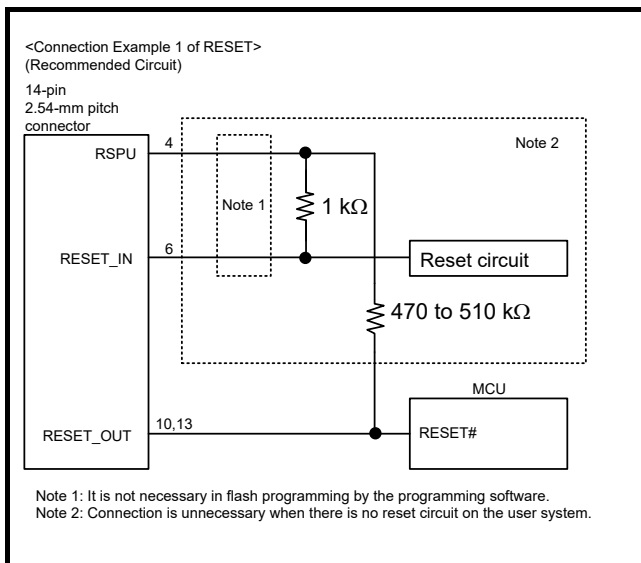 <Connection Example 1 of RESET>
(Recommended Circuit)
14-pin
2.54-mm pitch
connector
RSPU
4
Note 2
Note 1
1 kΩ
RESET_IN
6
Reset circuit
470 to 510 kΩ
MCU
RESET_OUT
10,13
RESET#
Note 1: It is not necessary in flash programming by the programming software.
Note 2: Connection is unnecessary when there is no reset circuit on the user system.